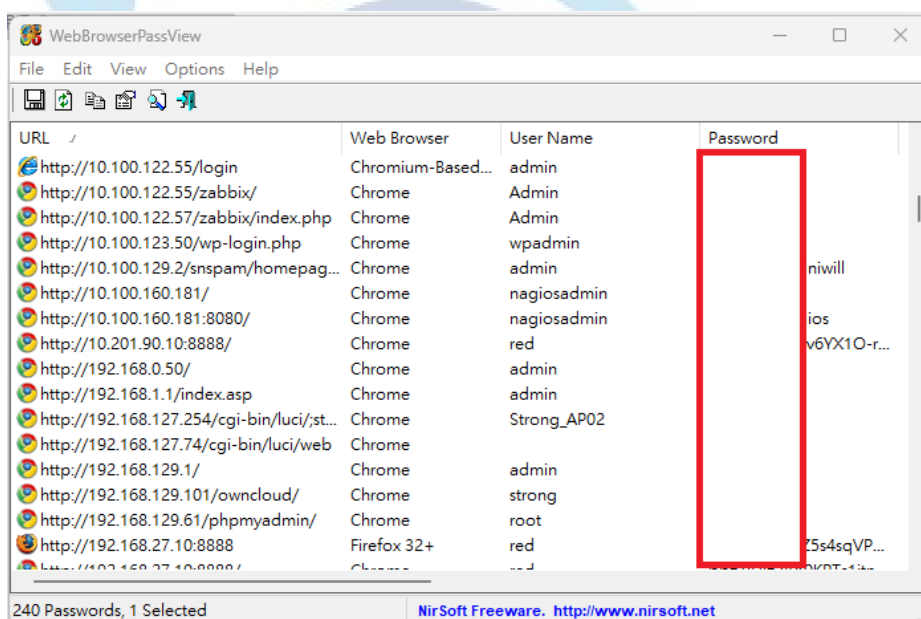 WebBrowserPassView
File Edit View Options Help
URL Web Browser User Name Password
http://10.100.122.55/login Chromium-Based... admin
http://10.100.122.55/zabbix/ Chrome Admin
http://10.100.122.57/zabbix/index.php Chrome Admin
http://10.100.123.50/wp-login.php Chrome wpadmin
http://10.100.129.2/snspam/homepag... Chrome admin niwill
http://10.100.160.181/ Chrome nagiosadmin
http://10.100.160.181:8080/ Chrome nagiosadmin ios
http://10.201.90.10:8888/ Chrome red v6YX1O-r...
http://192.168.0.50/ Chrome admin
http://192.168.1.1/index.asp Chrome admin
http://192.168.127.254/cgi-bin/luci/;st... Chrome Strong_AP02
http://192.168.127.74/cgi-bin/luci/web Chrome
http://192.168.129.1/ Chrome admin
http://192.168.129.101/owncloud/ Chrome strong
http://192.168.129.61/phpmyadmin/ Chrome root
http://192.168.27.10:8888 Firefox 32+ red Z5s4sqVP...
240 Passwords, 1 Selected NirSoft Freeware. http://www.nirsoft.net